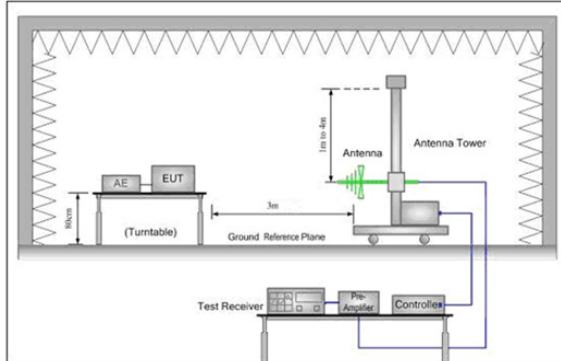 1m to 4m
Antenna
Antenna Tower
AE
EUT
80cm
(Turntable)
3m
Ground Reference Plane
Test Receiver
Pre-
Amplifier
Controller